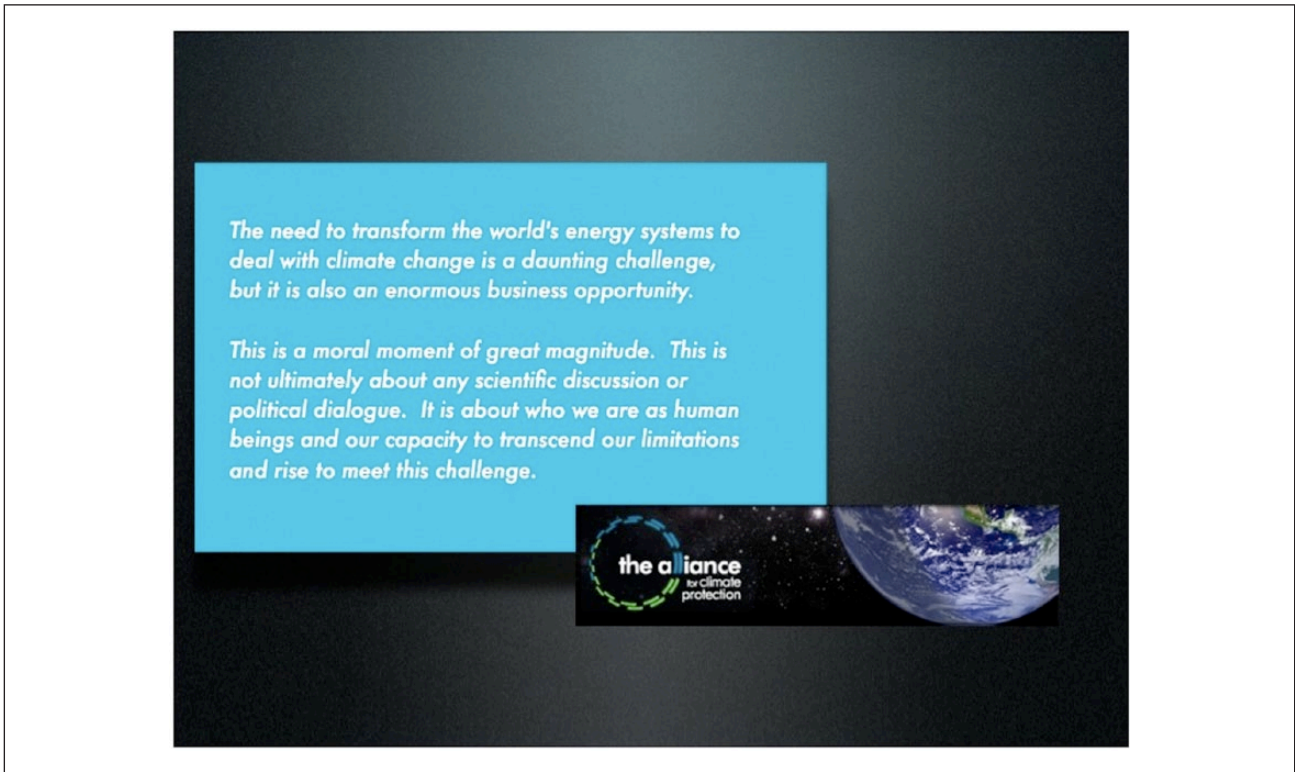 The need to transform the world's energy systems to
deal with climate change is a daunting challenge,
but it is also an enormous business opportunity.
This is a moral moment of great magnitude.  This is
not ultimately about any scientific discussion or
political dialogue.  It is about who we are as human
beings and our capacity to transcend our limitations
and rise to meet this challenge.
the alliance
for climate
protection